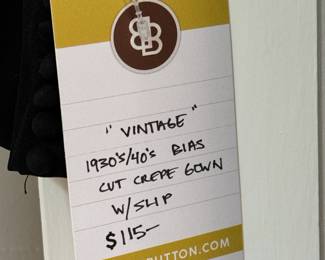 "VINTAGE"
1930's/40's BIAS
CUT CREPE GOWN
W/ SLIP
$115-
BUTTON.COM